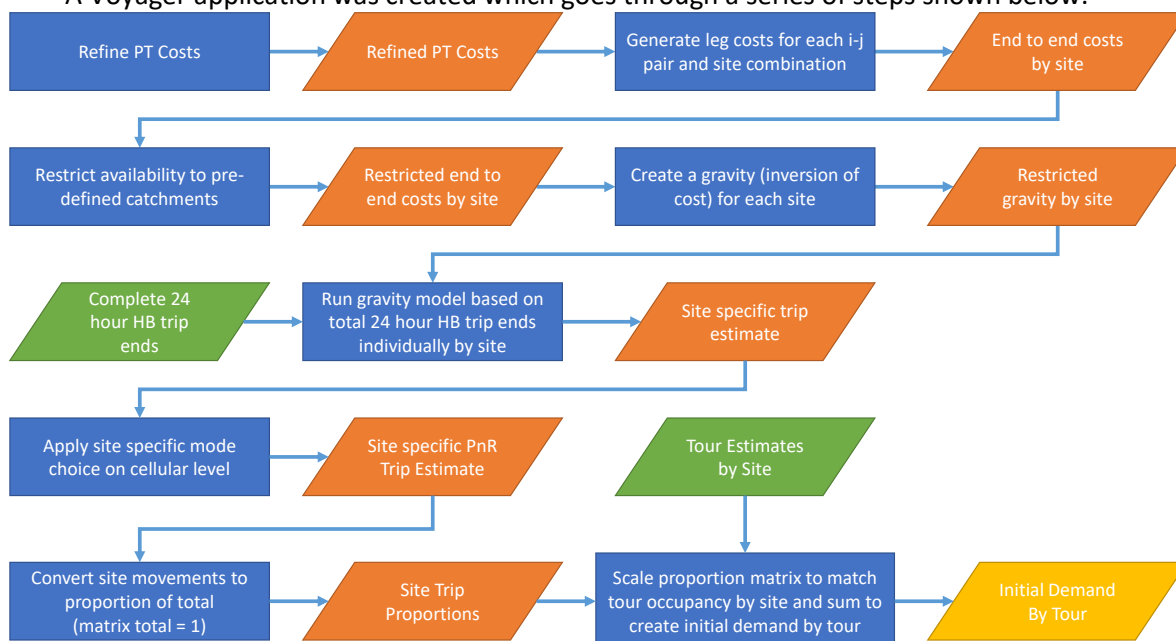 A Voyager application was created which goes through a series of steps shown below:
Refine PT Costs
Refined PT Costs
Generate leg costs for each i-j
pair and site combination
End to end costs
by site
Restrict availability to pre-
defined catchments
Restricted end to
end costs by site
Create a gravity (inversion of
cost) for each site
Restricted
gravity by site
Complete 24
hour HB trip
ends
Run gravity model based on
total 24 hour HB trip ends
individually by site
Site specific trip
estimate
Apply site specific mode
choice on cellular level
Site specific PnR
Trip Estimate
Tour Estimates
by Site
Convert site movements to
proportion of total
(matrix total = 1)
Site Trip
Proportions
Scale proportion matrix to match
tour occupancy by site and sum to
create initial demand by tour
Initial Demand
By Tour